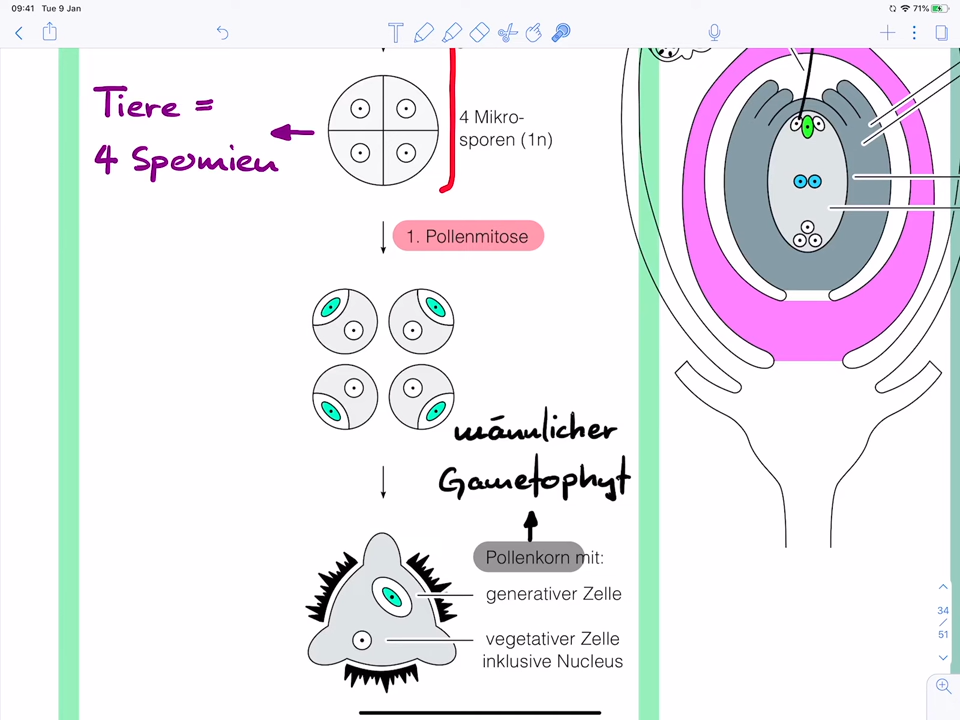 09:41 Tue 9 Jan
71%
Tiere =
4 Spermien
4 Mikro-
sporen (1n)
1. Pollenmitose
männlicher
Gametophyt
Pollenkorn mit:
generativer Zelle
vegetativer Zelle
inklusive Nucleus
34
/
51